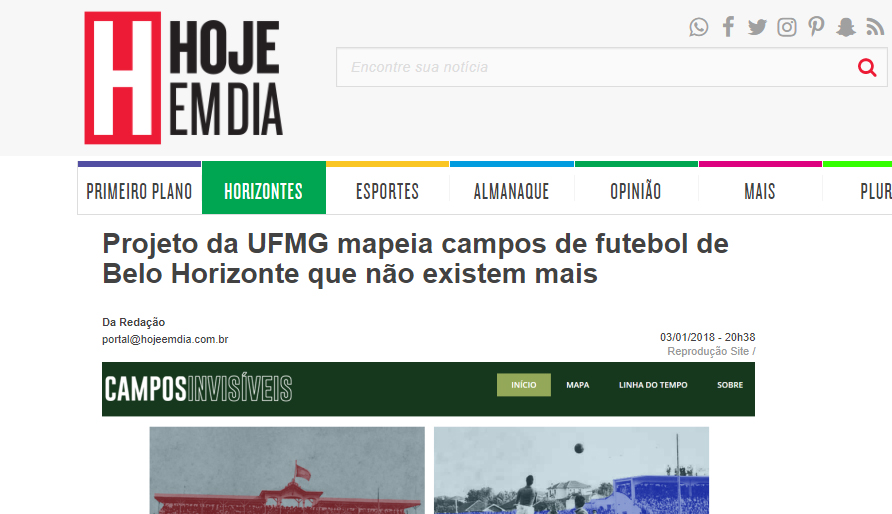 HOJE
EM DIA
Encontre sua notícia
PRIMEIRO PLANO HORIZONTES ESPORTES ALMANAQUE OPINIÃO MAIS PLUR
Projeto da UFMG mapeia campos de futebol de
Belo Horizonte que não existem mais
Da Redação
portal@hojeemdia.com.br
03/01/2018 - 20h38
Reprodução Site /
CAMPOSINVISÍVEIS INÍCIO MAPA LINHA DO TEMPO SOBRE